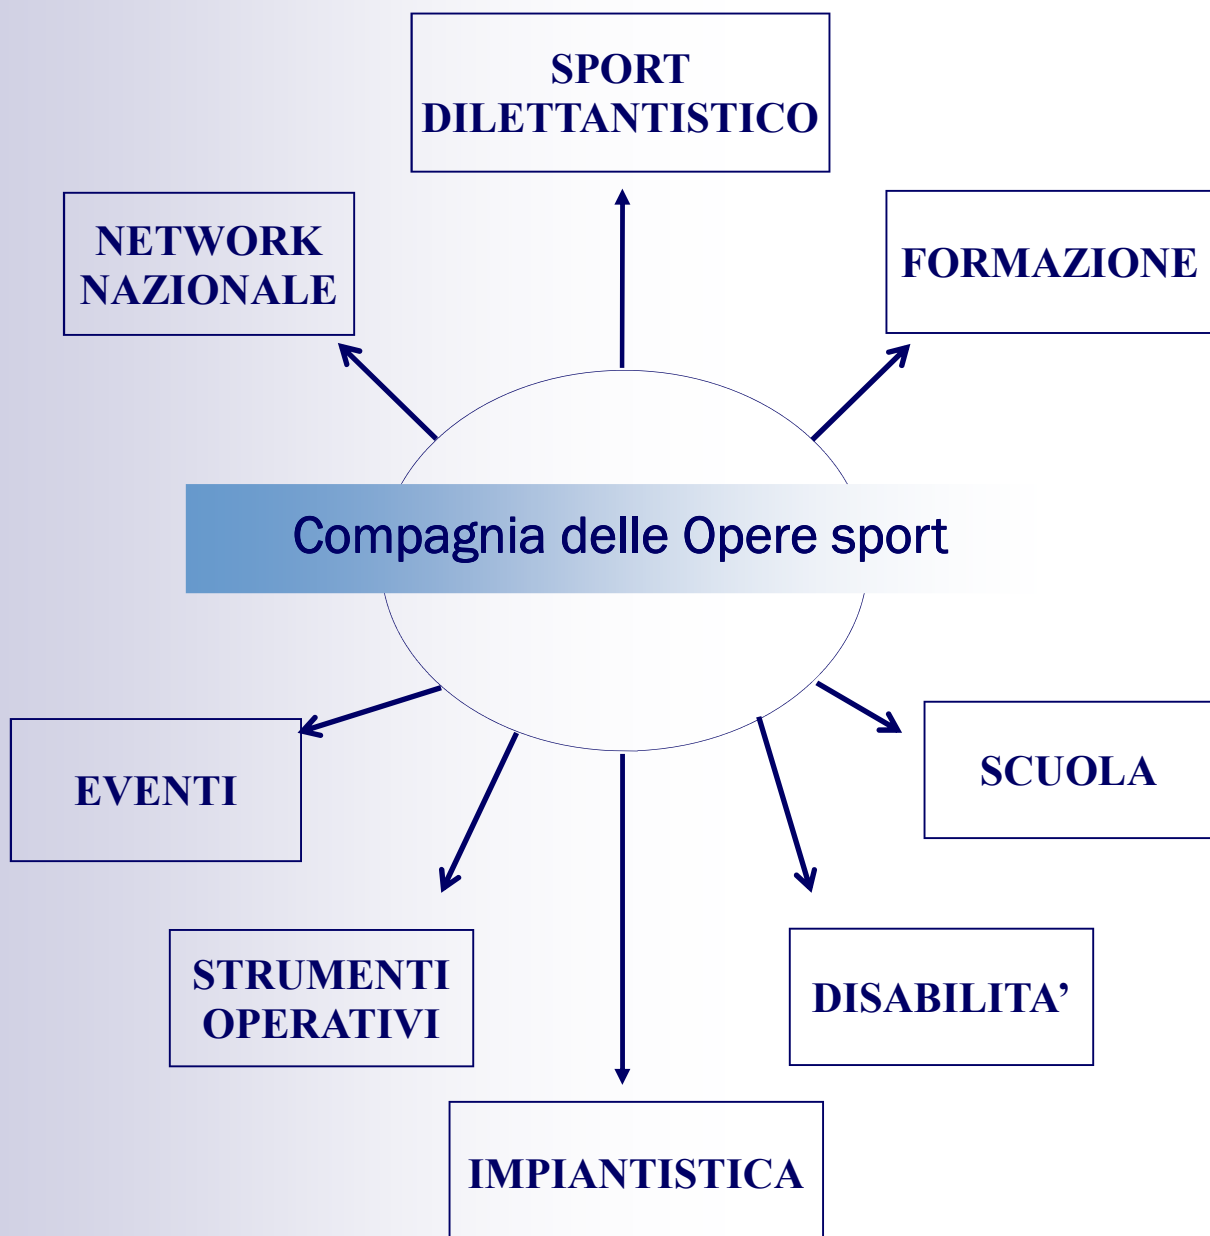 SPORT
DILETTANTISTICO
NETWORK
NAZIONALE
FORMAZIONE
Compagnia delle Opere sport
EVENTI
SCUOLA
STRUMENTI
OPERATIVI
DISABILITA’
IMPIANTISTICA